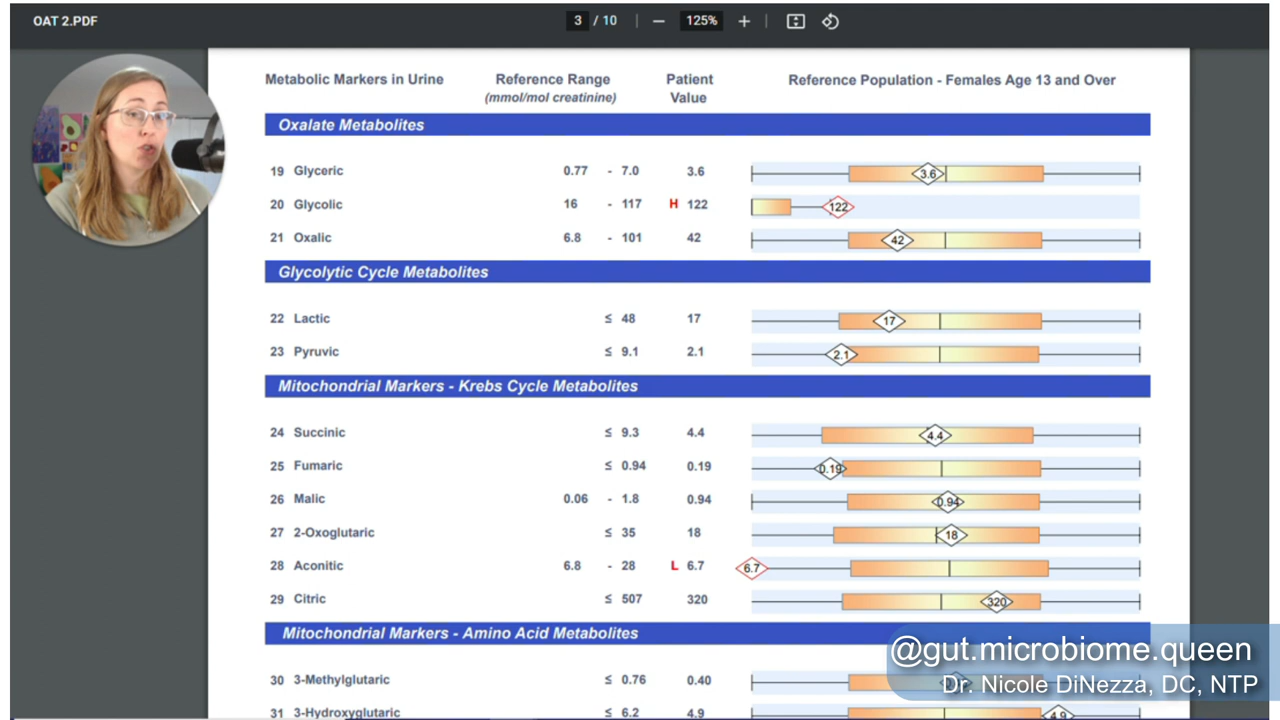 OAT 2.PDF 3 / 10 125%
Metabolic Markers in Urine Reference Range Patient Reference Population - Females Age 13 and Over
(mmol/mol creatinine) Value
Oxalate Metabolites
19 Glyceric 0.77 - 7.0 3.6 3.6
20 Glycolic 16 - 117 H 122 122
21 Oxalic 6.8 - 101 42 42
Glycolytic Cycle Metabolites
22 Lactic ≤ 48 17 17
23 Pyruvic ≤ 9.1 2.1 2.1
Mitochondrial Markers - Krebs Cycle Metabolites
24 Succinic ≤ 9.3 4.4 4.4
25 Fumaric ≤ 0.94 0.19 0.19
26 Malic 0.06 - 1.8 0.94 0.94
27 2-Oxoglutaric ≤ 35 18 18
28 Aconitic 6.8 - 28 L 6.7 6.7
29 Citric ≤ 507 320 320
Mitochondrial Markers - Amino Acid Metabolites
@gut.microbiome.queen
30 3-Methylglutaric ≤ 0.76 0.40
Dr. Nicole DiNezza, DC, NTP
31 3-Hydroxyglutaric ≤ 6.2 4.9 4.9